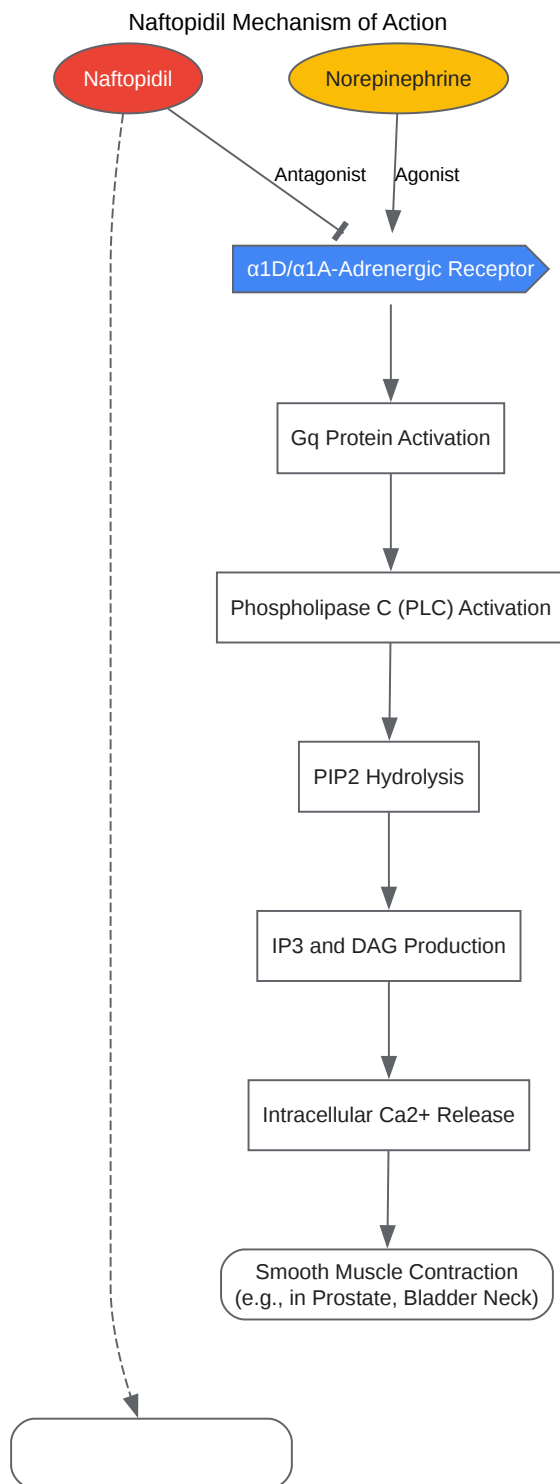 Naftopidil Mechanism of Action
Naftopidil
Norepinephrine
Antagonist
Agonist
α1D/α1A-Adrenergic Receptor
Gq Protein Activation
Phospholipase C (PLC) Activation
PIP2 Hydrolysis
IP3 and DAG Production
Intracellular Ca2+ Release
Smooth Muscle Contraction
(e.g., in Prostate, Bladder Neck)